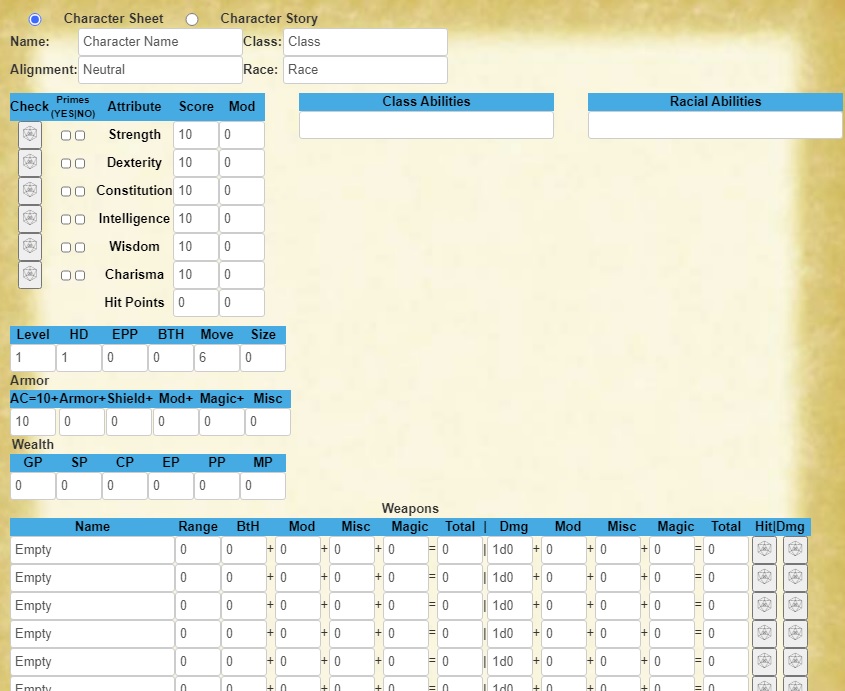 Character Sheet Character Story
Name: Character Name Class: Class
Alignment: Neutral Race: Race
Check Primes (YES|NO) Attribute Score Mod
Strength 10 0
Dexterity 10 0
Constitution 10 0
Intelligence 10 0
Wisdom 10 0
Charisma 10 0
Hit Points 0 0
Class Abilities
Racial Abilities
Level HD EPP BTH Move Size
1 1 0 0 6 0
Armor
AC=10+ Armor+ Shield+ Mod+ Magic+ Misc
10 0 0 0 0 0
Wealth
GP SP CP EP PP MP
0 0 0 0 0 0
Weapons
Name Range BtH Mod Misc Magic Total | Dmg Mod Misc Magic Total Hit|Dmg
Empty 0 0 + 0 + 0 + 0 = 0 | 1d0 + 0 + 0 + 0 = 0
Empty 0 0 + 0 + 0 + 0 = 0 | 1d0 + 0 + 0 + 0 = 0
Empty 0 0 + 0 + 0 + 0 = 0 | 1d0 + 0 + 0 + 0 = 0
Empty 0 0 + 0 + 0 + 0 = 0 | 1d0 + 0 + 0 + 0 = 0
Empty 0 0 + 0 + 0 + 0 = 0 | 1d0 + 0 + 0 + 0 = 0
Empty 0 0 + 0 + 0 + 0 = 0 | 1d0 + 0 + 0 + 0 = 0